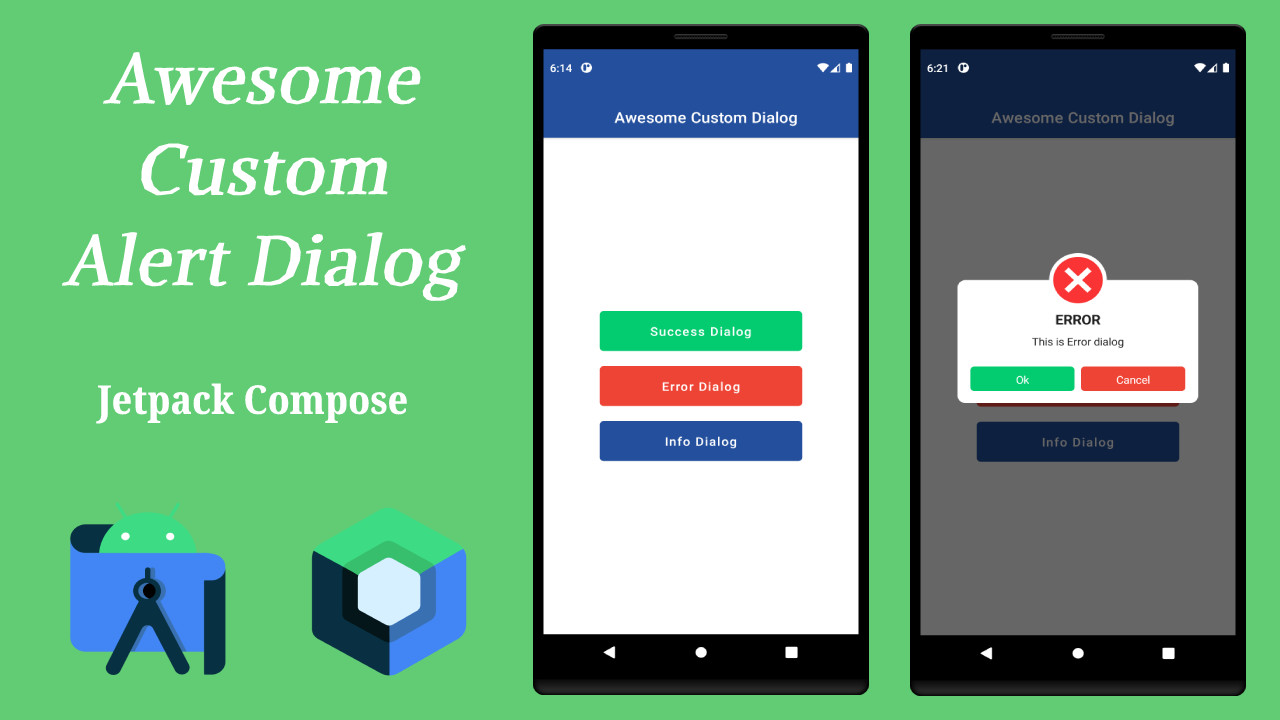 Awesome
Custom
Alert Dialog
Jetpack Compose
6:14
Awesome Custom Dialog
Success Dialog
Error Dialog
Info Dialog
6:21
Awesome Custom Dialog
ERROR
This is Error dialog
Ok
Cancel
Info Dialog